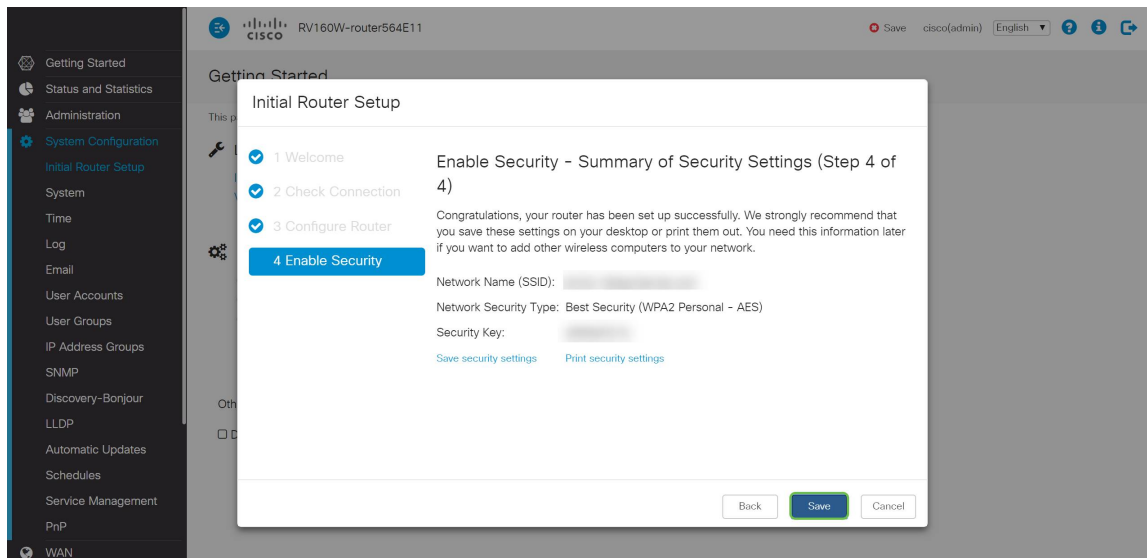 CISCO
RV160W-router564E11
Save
cisco(admin)
English
Getting Started
Status and Statistics
Administration
System Configuration
Initial Router Setup
System
Time
Log
Email
User Accounts
User Groups
IP Address Groups
SNMP
Discovery-Bonjour
LLDP
Automatic Updates
Schedules
Service Management
PnP
WAN
Getting Started
This p
Oth
Initial Router Setup
1 Welcome
2 Check Connection
3 Configure Router
4 Enable Security
Enable Security - Summary of Security Settings (Step 4 of
4)
Congratulations, your router has been set up successfully. We strongly recommend that
you save these settings on your desktop or print them out. You need this information later
if you want to add other wireless computers to your network.
Network Name (SSID):
Network Security Type: Best Security (WPA2 Personal - AES)
Security Key:
Save security settings
Print security settings
Back
Save
Cancel